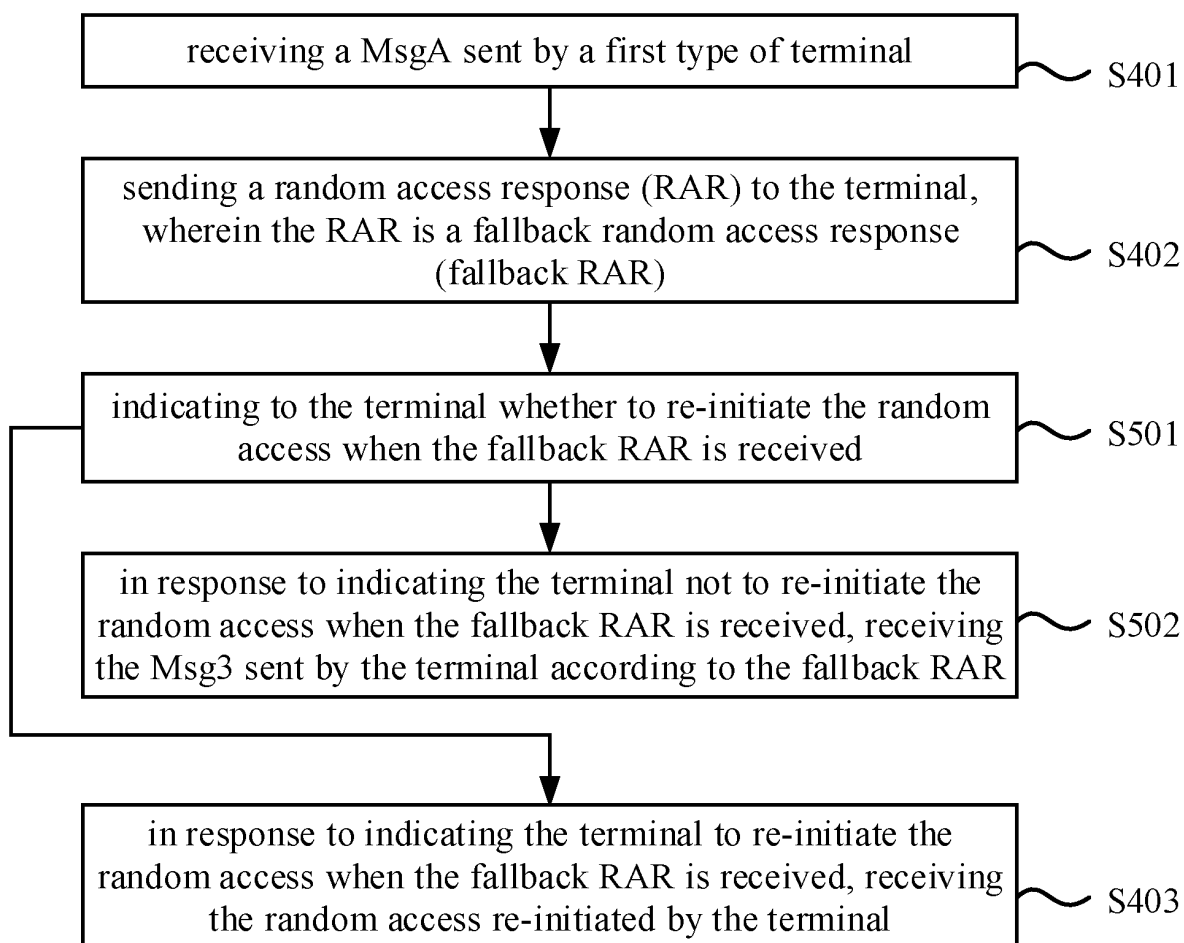 receiving a MsgA sent by a first type of terminal
S401
sending a random access response (RAR) to the terminal,
wherein the RAR is a fallback random access response
(fallback RAR)
S402
indicating to the terminal whether to re-initiate the random
access when the fallback RAR is received
S501
in response to indicating the terminal not to re-initiate the
random access when the fallback RAR is received, receiving
the Msg3 sent by the terminal according to the fallback RAR
S502
in response to indicating the terminal to re-initiate the
random access when the fallback RAR is received, receiving
the random access re-initiated by the terminal
S403